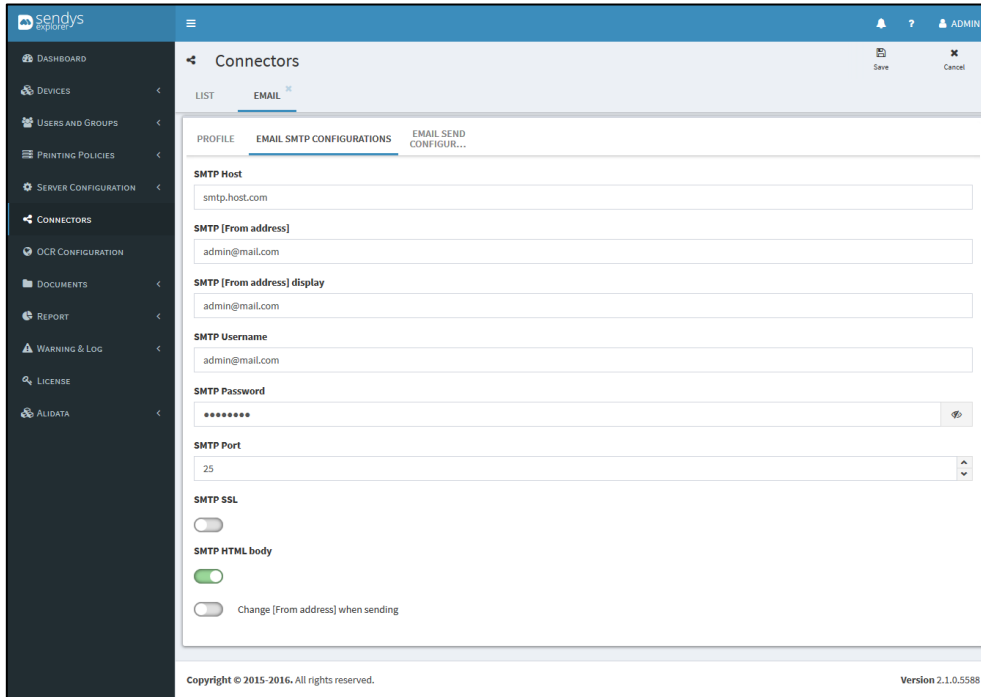 sendys
explorer
ADMIN
?
DASHBOARD
DEVICES
USERS AND GROUPS
PRINTING POLICIES
SERVER CONFIGURATION
CONNECTORS
OCR CONFIGURATION
DOCUMENTS
REPORT
WARNING & LOG
LICENSE
ALIDATA
Connectors
Save
Cancel
LIST
EMAIL
PROFILE
EMAIL SMTP CONFIGURATIONS
EMAIL SEND
CONFIGUR...
SMTP Host
smtp.host.com
SMTP [From address]
admin@mail.com
SMTP [From address] display
admin@mail.com
SMTP Username
admin@mail.com
SMTP Password
••••••••
SMTP Port
25
SMTP SSL
SMTP HTML body
Change [From address] when sending
Copyright © 2015-2016. All rights reserved.
Version 2.1.0.5588